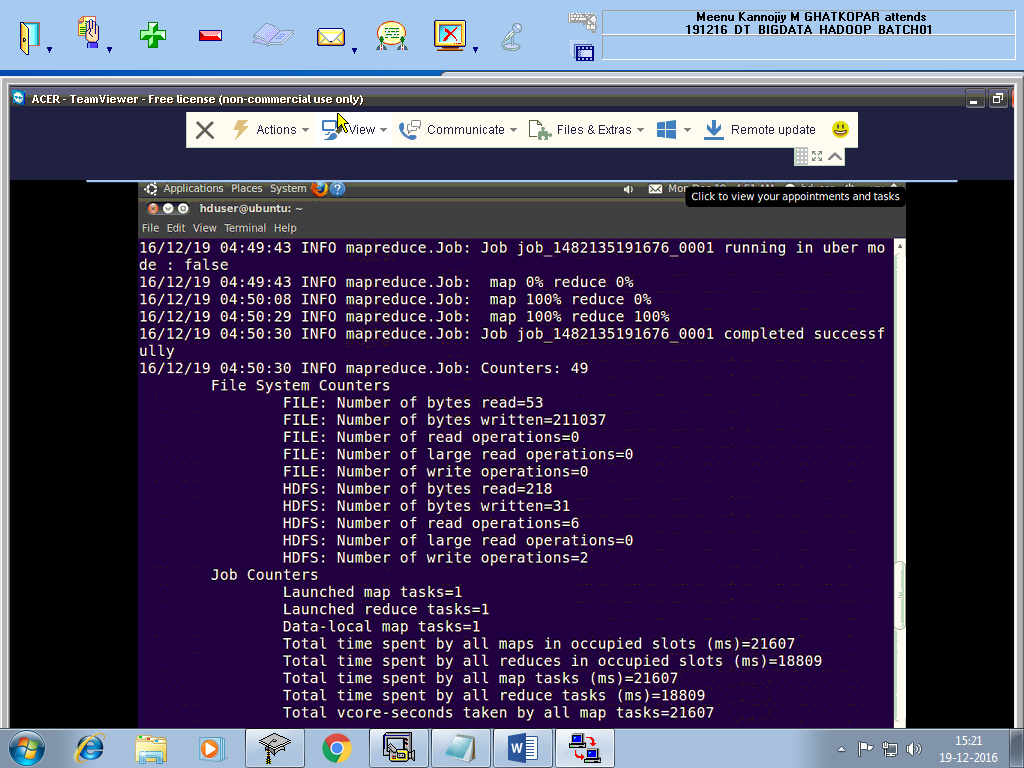 Meenu Kannojiy M GHATKOPAR attends
191216_DT_BIGDATA_HADOOP_BATCH01
ACER - TeamViewer - Free license (non-commercial use only)
Actions View Communicate Files & Extras Remote update
Applications Places System
Click to view your appointments and tasks
hduser@ubuntu: ~
File Edit View Terminal Help
16/12/19 04:49:43 INFO mapreduce.Job: Job job_1482135191676_0001 running in uber mo
de : false
16/12/19 04:49:43 INFO mapreduce.Job:  map 0% reduce 0%
16/12/19 04:50:08 INFO mapreduce.Job:  map 100% reduce 0%
16/12/19 04:50:29 INFO mapreduce.Job:  map 100% reduce 100%
16/12/19 04:50:30 INFO mapreduce.Job: Job job_1482135191676_0001 completed successf
ully
16/12/19 04:50:30 INFO mapreduce.Job: Counters: 49
File System Counters
FILE: Number of bytes read=53
FILE: Number of bytes written=211037
FILE: Number of read operations=0
FILE: Number of large read operations=0
FILE: Number of write operations=0
HDFS: Number of bytes read=218
HDFS: Number of bytes written=31
HDFS: Number of read operations=6
HDFS: Number of large read operations=0
HDFS: Number of write operations=2
Job Counters
Launched map tasks=1
Launched reduce tasks=1
Data-local map tasks=1
Total time spent by all maps in occupied slots (ms)=21607
Total time spent by all reduces in occupied slots (ms)=18809
Total time spent by all map tasks (ms)=21607
Total time spent by all reduce tasks (ms)=18809
Total vcore-seconds taken by all map tasks=21607
15:21
19-12-2016